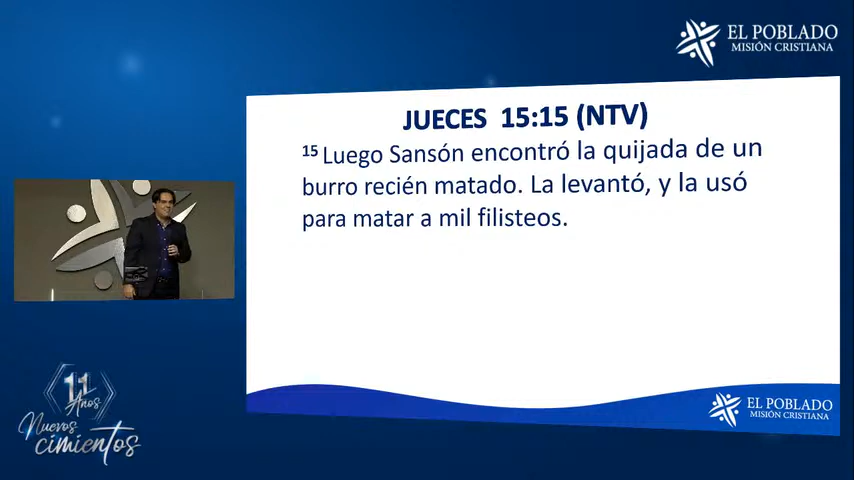 EL POBLADO
MISIÓN CRISTIANA
JUECES 15:15 (NTV)
15 Luego Sansón encontró la quijada de un
burro recién matado. La levantó, y la usó
para matar a mil filisteos.
11
Años
Nuevos
cimientos
EL POBLADO
MISIÓN CRISTIANA